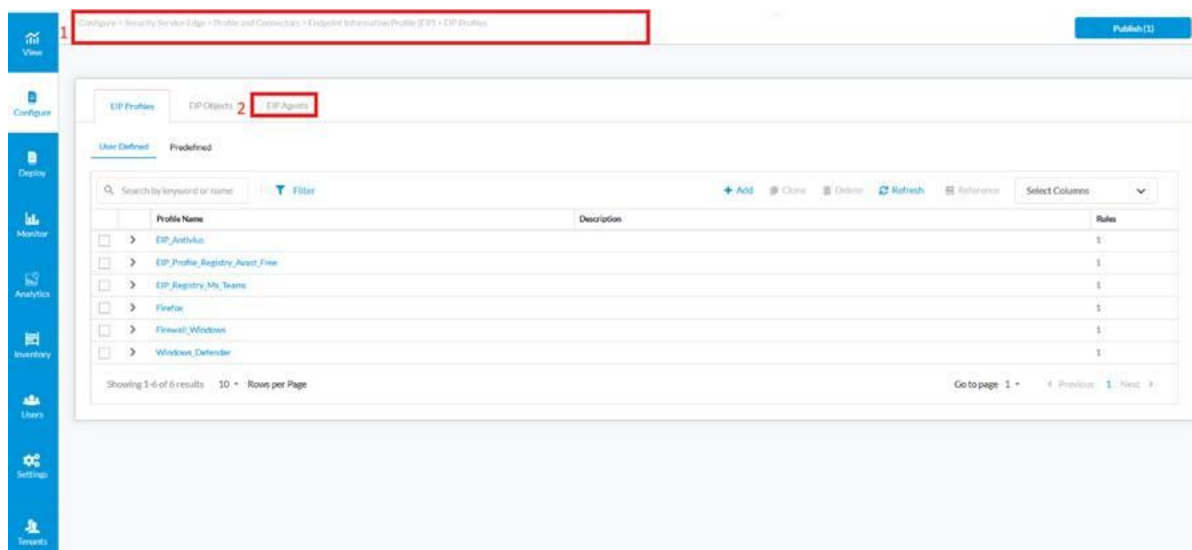 1
Configure > Security Service Edge > Profile and Connectors > Endpoint Information Profile (EIP) > EIP Profiles
Publish (1)
View
Configure
Deploy
Monitor
Analytics
Inventory
Users
Settings
Tenants
EIP Profiles EIP Objects 2 EIP Agents
User Defined Predefined
Search by keyword or name Filter + Add Clone Delete Refresh Reference Select Columns
Profile Name Description Rules
EIP_Antivius 1
EIP_Profile_Registry_Avast_Free 1
EIP_Registry_Ms_Teams 1
Firefox 1
Firewall_Windows 1
Windows_Defender 1
Showing 1-6 of 6 results 10 Rows per Page Go to page 1 Previous 1 Next